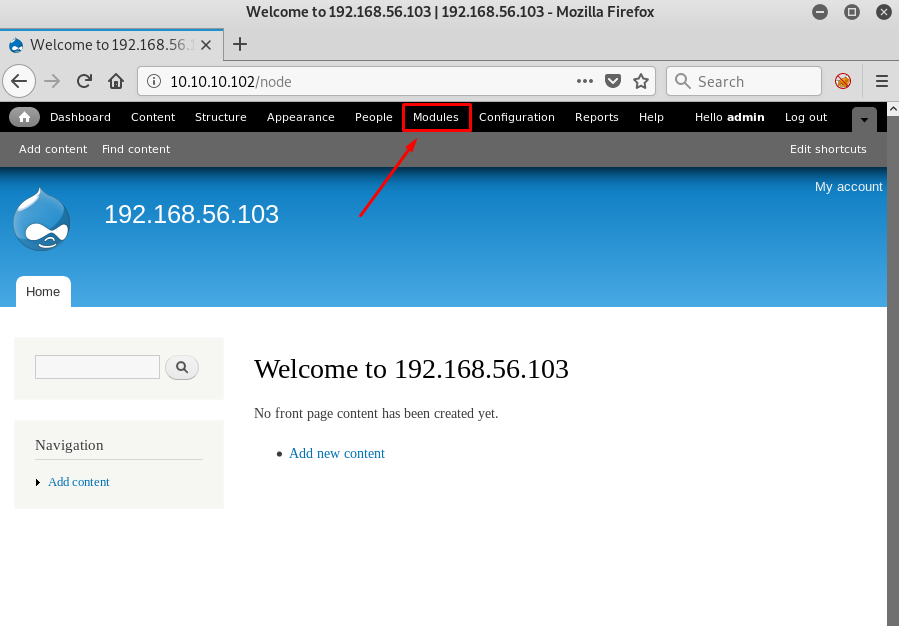 Welcome to 192.168.56.103 | 192.168.56.103 - Mozilla Firefox
Welcome to 192.168.56.1
10.10.10.102/node
Search
Dashboard Content Structure Appearance People Modules Configuration Reports Help Hello admin Log out
Add content Find content Edit shortcuts
My account
192.168.56.103
Home
Welcome to 192.168.56.103
No front page content has been created yet.
Add new content
Navigation
Add content